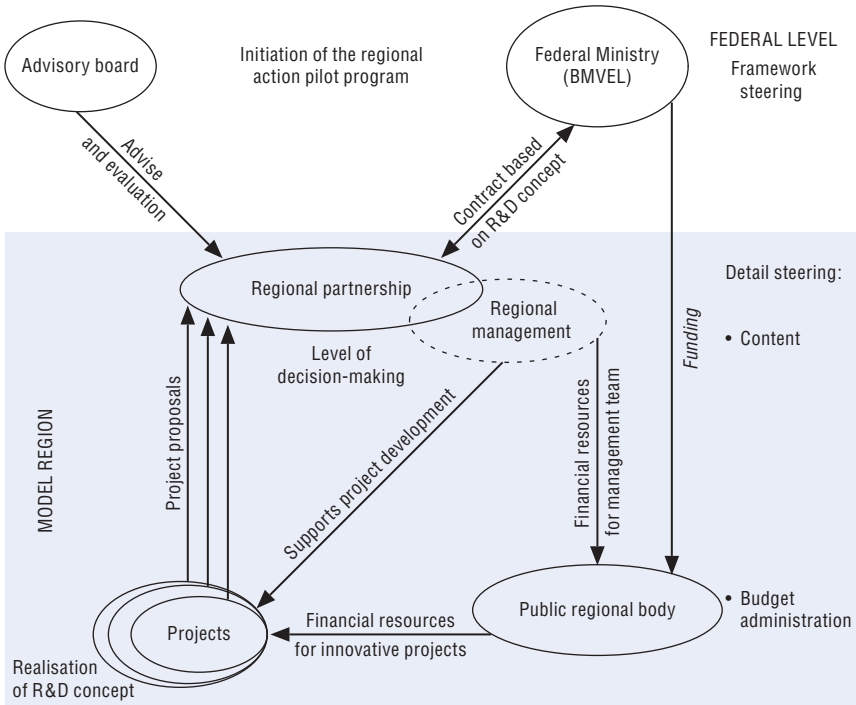 Advisory board
Initiation of the regional
action pilot program
Federal Ministry
(BMVEL)
FEDERAL LEVEL
Framework
steering
Advise
and evaluation
Contract based
on R&D concept
Regional partnership
Regional
management
Detail steering:
• Content
Level of
decision-making
Funding
MODEL REGION
Project proposals
Supports project development
Financial resources
for management team
Projects
Financial resources
for innovative projects
Public regional body
• Budget
administration
Realisation
of R&D concept